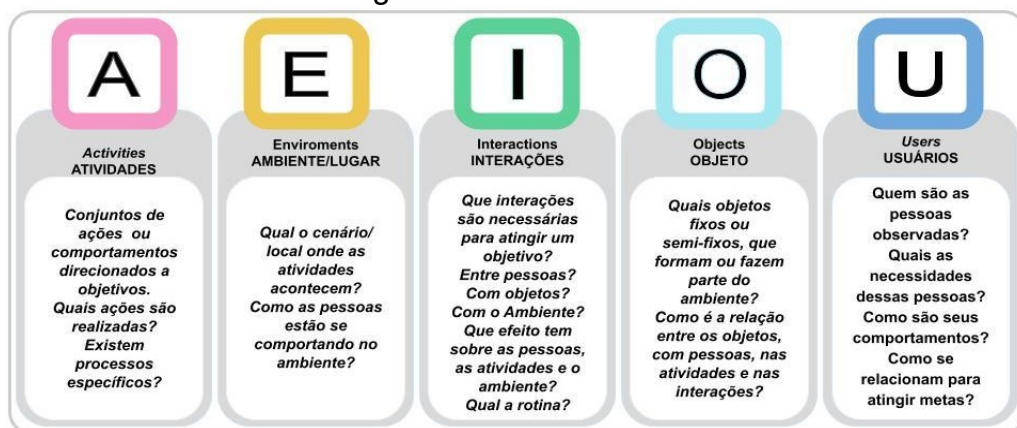 A
Activities
ATIVIDADES
Conjuntos de
ações ou
comportamentos
direcionados a
objetivos.
Quais ações são
realizadas?
Existem
processos
específicos?
E
Enviroments
AMBIENTE/LUGAR
Qual o cenário/
local onde as
atividades
acontecem?
Como as pessoas
estão se
comportando no
ambiente?
I
Interactions
INTERAÇÕES
Que interações
são necessárias
para atingir um
objetivo?
Entre pessoas?
Com objetos?
Com o Ambiente?
Que efeito tem
sobre as pessoas,
as atividades e o
ambiente?
Qual a rotina?
O
Objects
OBJETO
Quais objetos
fixos ou
semi-fixos, que
formam ou fazem
parte do
ambiente?
Como é a relação
entre os objetos,
com pessoas, nas
atividades e nas
interações?
U
Users
USUÁRIOS
Quem são as
pessoas
observadas?
Quais as
necessidades
dessas pessoas?
Como são seus
comportamentos?
Como se
relacionam para
atingir metas?